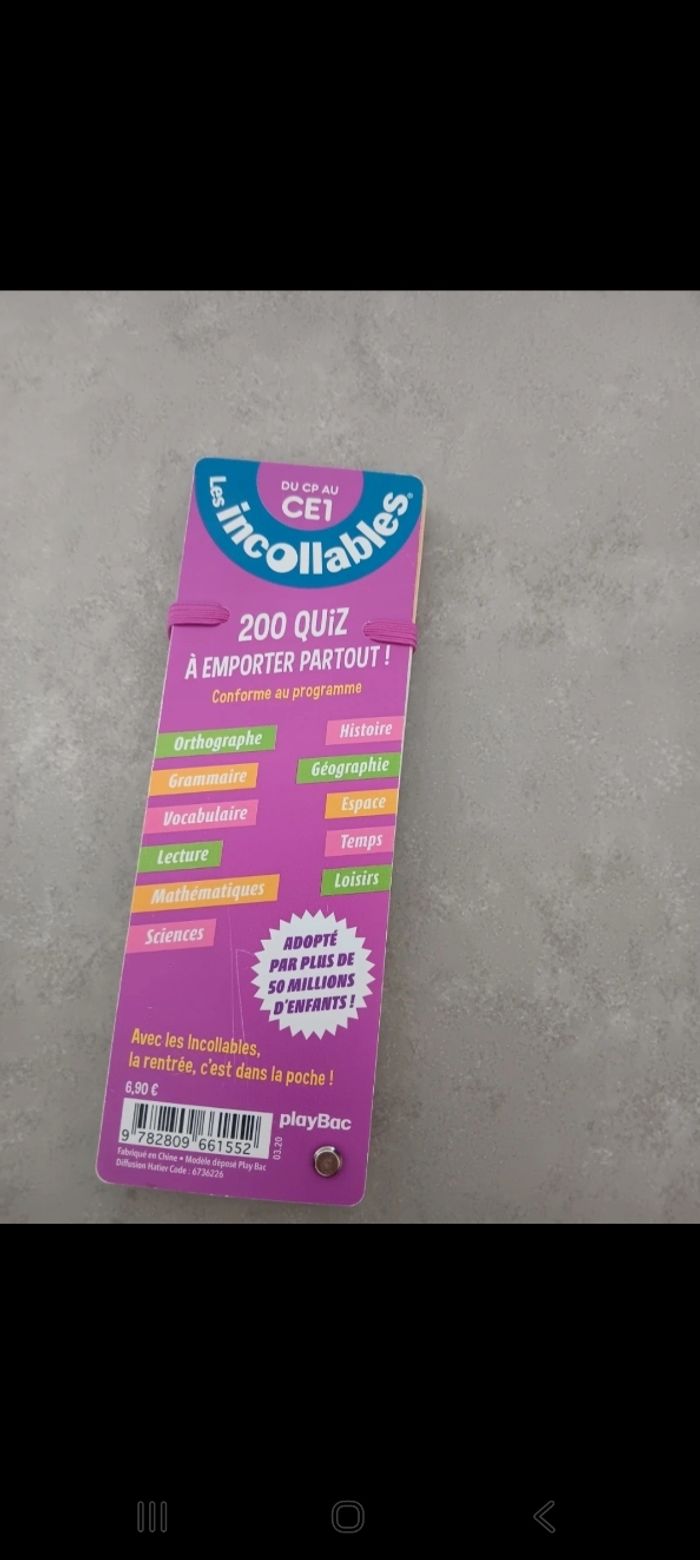 DU CP AU
CE1
Les incollables®
200 QUiZ
À EMPORTER PARTOUT !
Conforme au programme
Orthographe
Grammaire
Vocabulaire
Lecture
Mathématiques
Sciences
Histoire
Géographie
Espace
Temps
Loisirs
ADOPTÉ
PAR PLUS DE
50 MILLIONS
D'ENFANTS !
Avec les Incollables,
la rentrée, c'est dans la poche !
6,90 €
9 782809 661552
03.20
playBac
Fabriqué en Chine • Modèle déposé Play Bac
Diffusion Hatier Code : 6736226